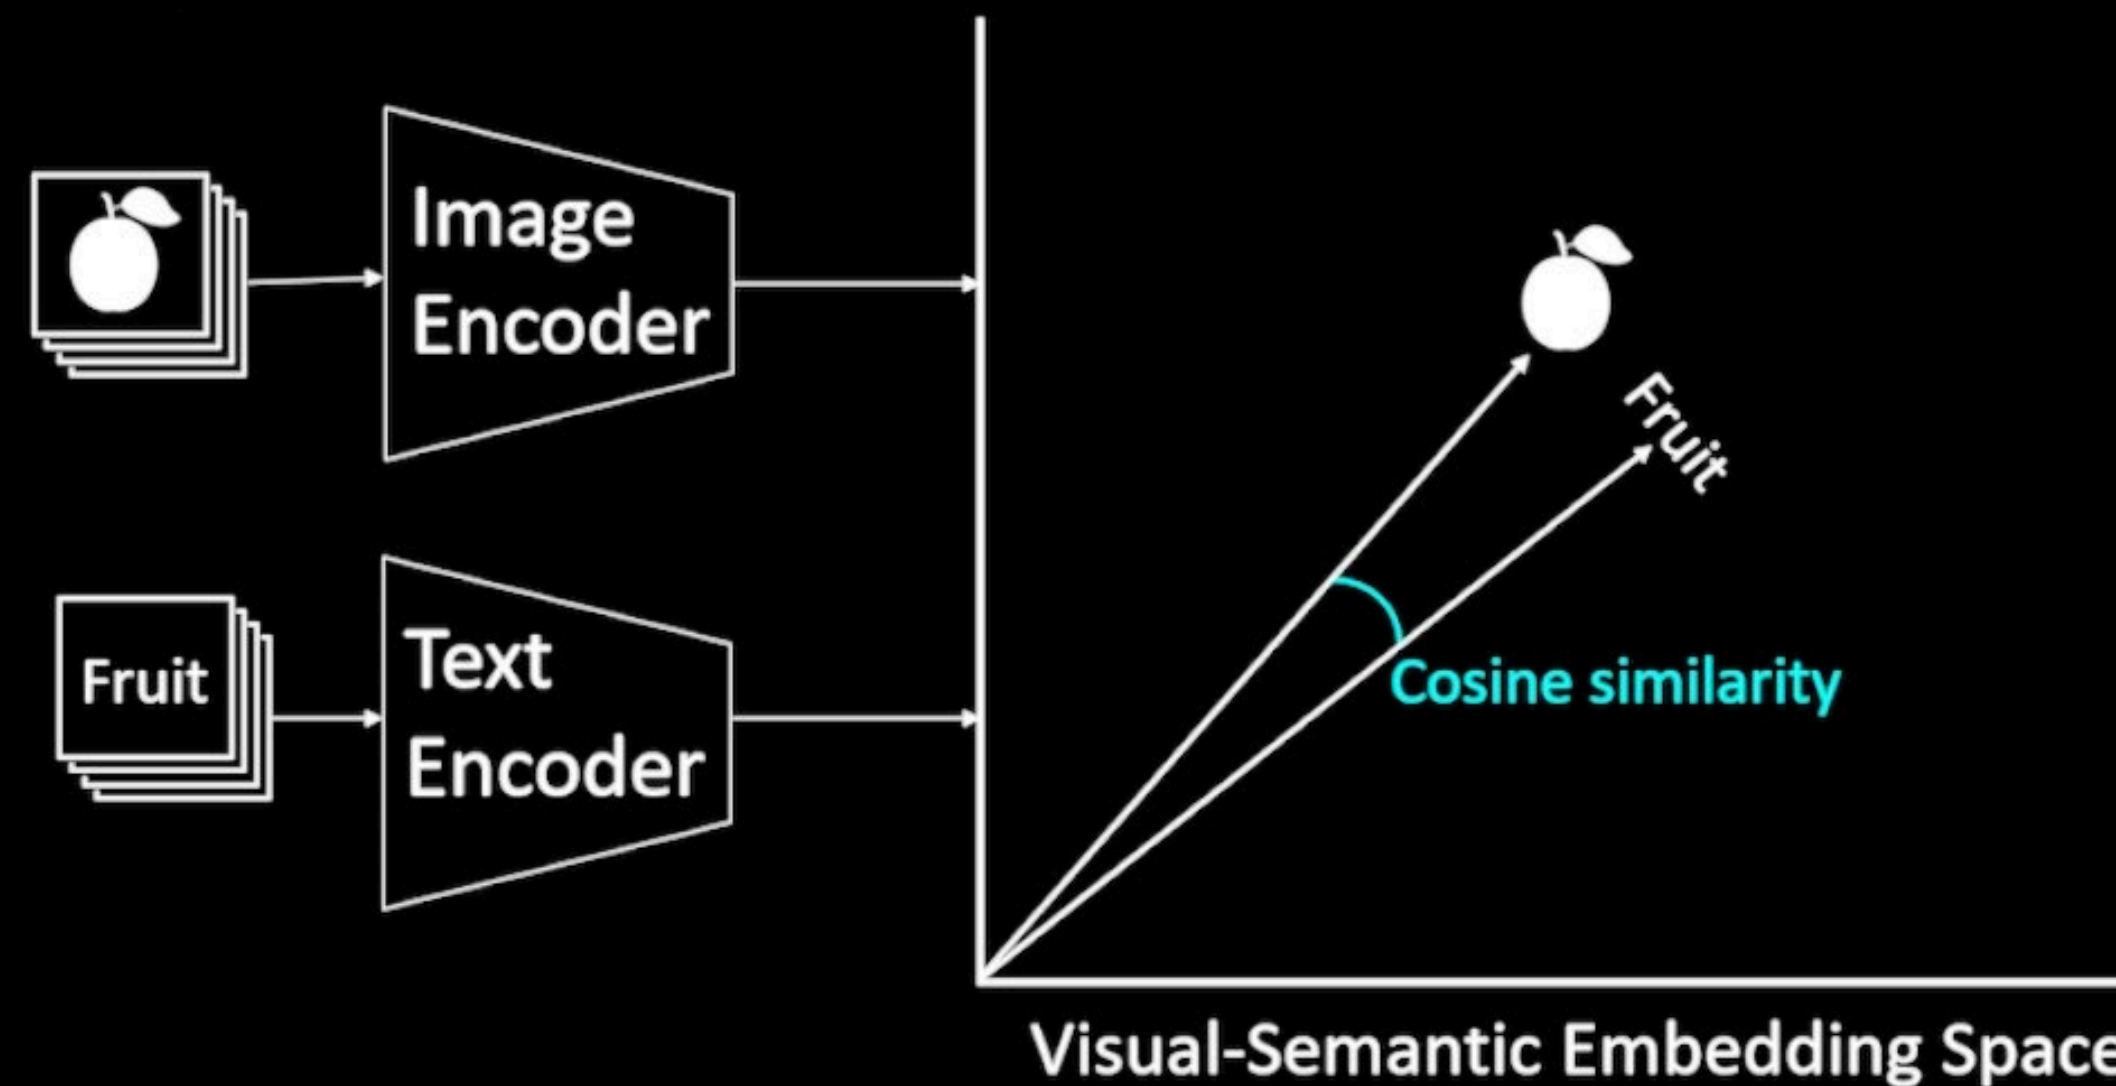 Image
Encoder
Fruit
Text
Encoder
Fruit
Cosine similarity
Visual-Semantic Embedding Space